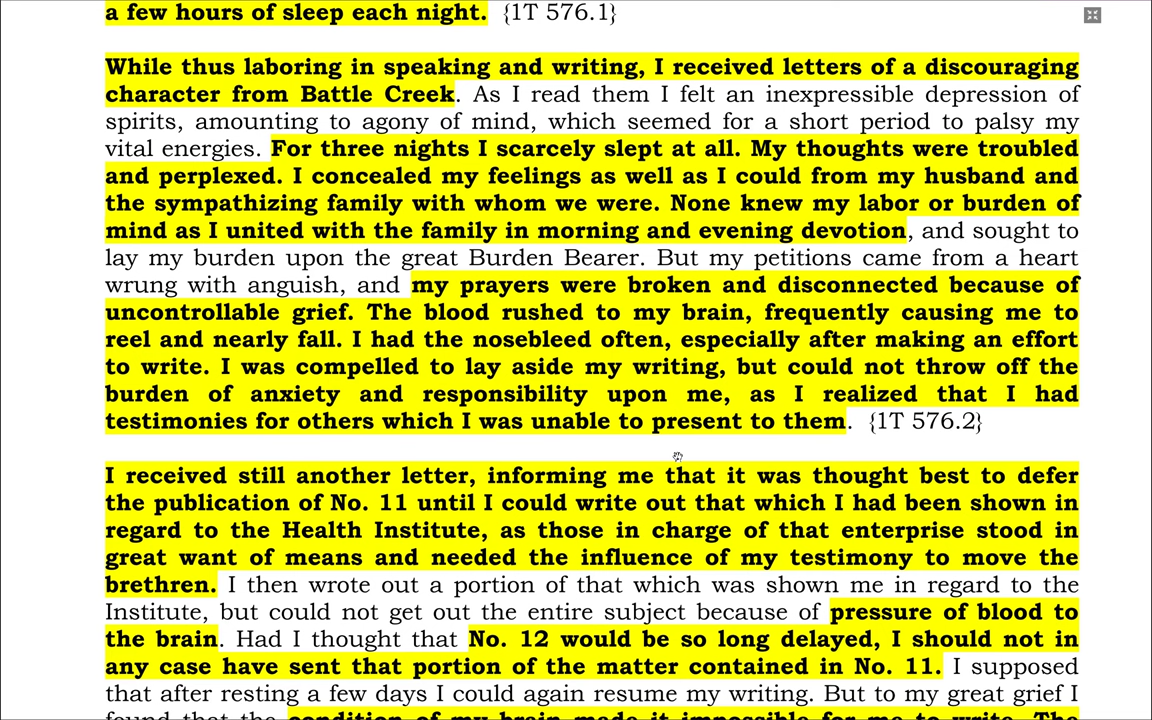 a few hours of sleep each night. {1T 576.1}
While thus laboring in speaking and writing, I received letters of a discouraging
character from Battle Creek. As I read them I felt an inexpressible depression of
spirits, amounting to agony of mind, which seemed for a short period to palsy my
vital energies. For three nights I scarcely slept at all. My thoughts were troubled
and perplexed. I concealed my feelings as well as I could from my husband and
the sympathizing family with whom we were. None knew my labor or burden of
mind as I united with the family in morning and evening devotion, and sought to
lay my burden upon the great Burden Bearer. But my petitions came from a heart
wrung with anguish, and my prayers were broken and disconnected because of
uncontrollable grief. The blood rushed to my brain, frequently causing me to
reel and nearly fall. I had the nosebleed often, especially after making an effort
to write. I was compelled to lay aside my writing, but could not throw off the
burden of anxiety and responsibility upon me, as I realized that I had
testimonies for others which I was unable to present to them. {1T 576.2}
I received still another letter, informing me that it was thought best to defer
the publication of No. 11 until I could write out that which I had been shown in
regard to the Health Institute, as those in charge of that enterprise stood in
great want of means and needed the influence of my testimony to move the
brethren. I then wrote out a portion of that which was shown me in regard to the
Institute, but could not get out the entire subject because of pressure of blood to
the brain. Had I thought that No. 12 would be so long delayed, I should not in
any case have sent that portion of the matter contained in No. 11. I supposed
that after resting a few days I could again resume my writing. But to my great grief I
found that the condition of my brain made it impossible for me to write. The